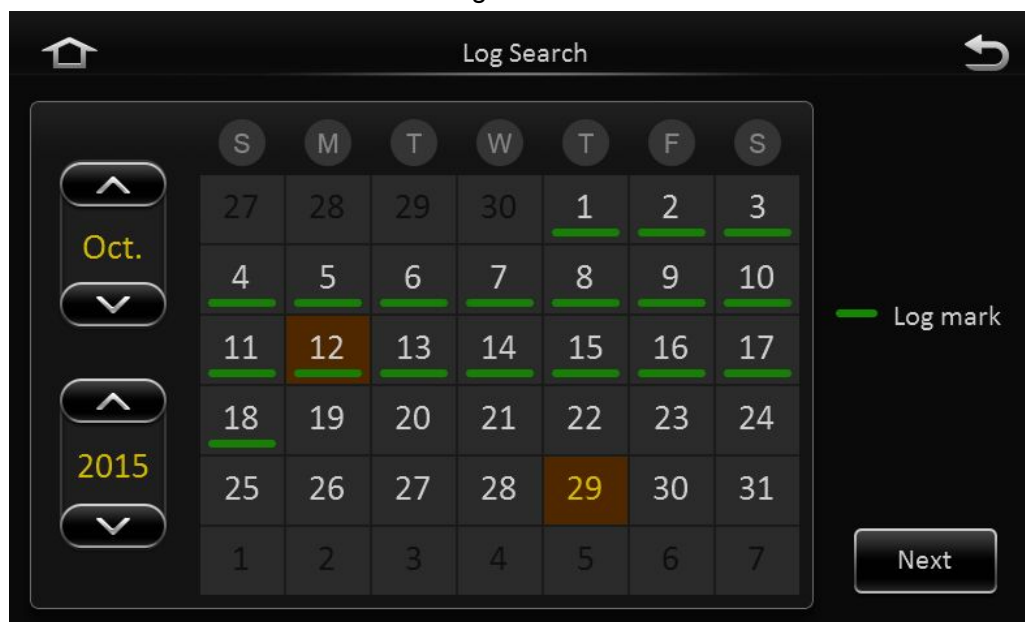 Log Search
S M T W T F S
27 28 29 30 1 2 3
Oct.
4 5 6 7 8 9 10
Log mark
11 12 13 14 15 16 17
18 19 20 21 22 23 24
2015
25 26 27 28 29 30 31
1 2 3 4 5 6 7
Next